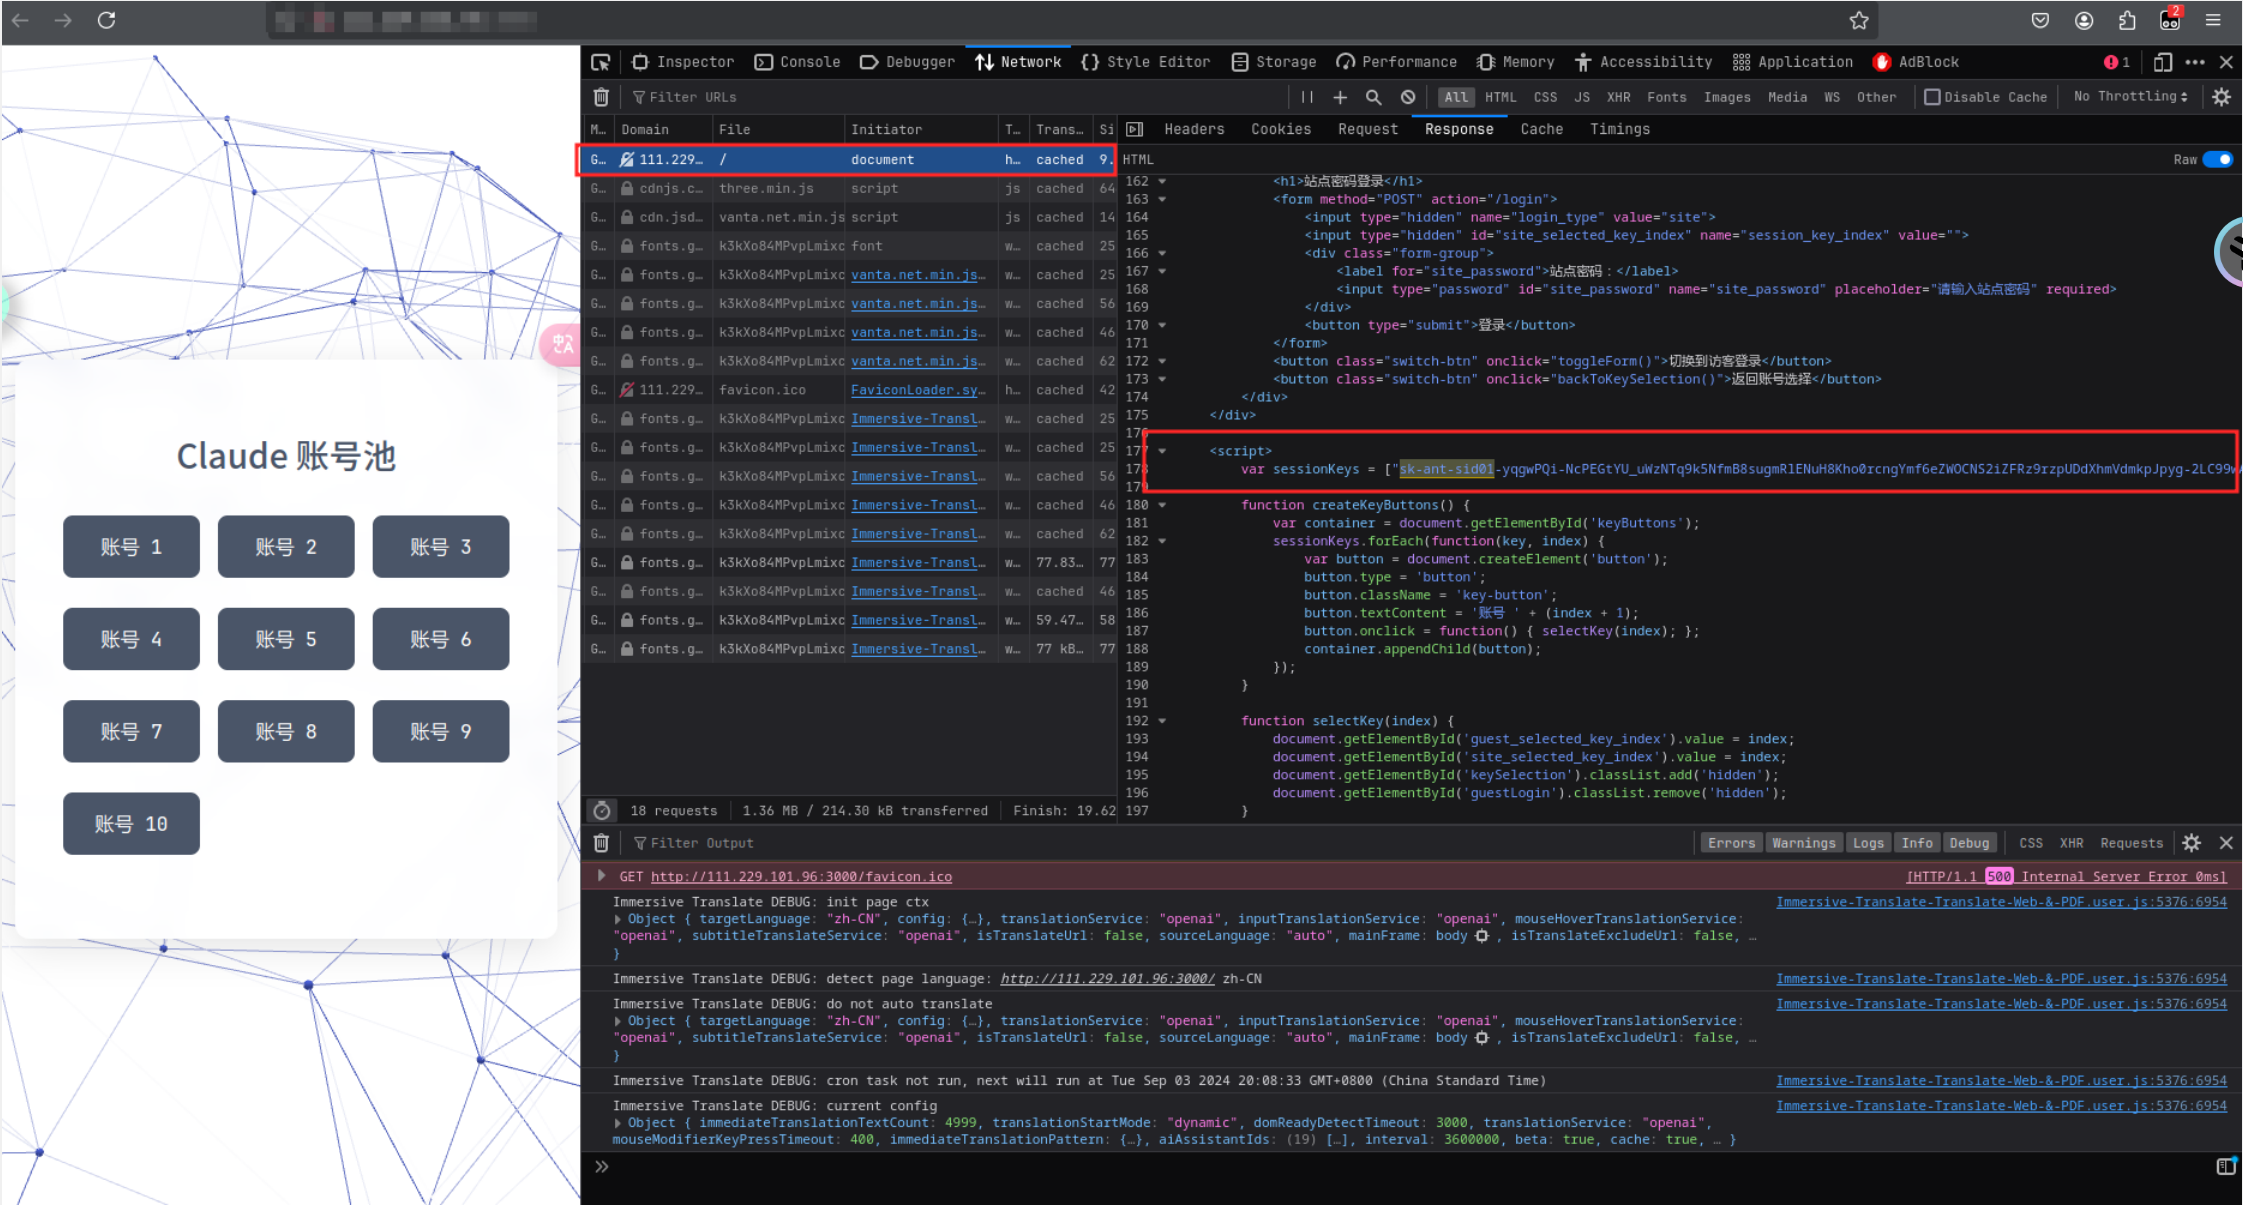 Inspector Console Debugger Network Style Editor Storage Performance Memory Accessibility Application AdBlock 1
2
Filter URLs
All HTML CSS JS XHR Fonts Images Media WS Other Disable Cache No Throttling
M... Domain File Initiator T... Trans... Si
G... 111.229... / document h... cached 9.
G... cdnjs.c... three.min.js script js cached 64
G... cdn.jsd... vanta.net.min.js script js cached 14
G... fonts.g... k3kXo84MPvpLmixc font w... cached 25
G... fonts.g... k3kXo84MPvpLmixc vanta.net.min.js... w... cached 25
G... fonts.g... k3kXo84MPvpLmixc vanta.net.min.js... w... cached 56
G... fonts.g... k3kXo84MPvpLmixc vanta.net.min.js... w... cached 46
G... fonts.g... k3kXo84MPvpLmixc vanta.net.min.js... w... cached 62
G... 111.229... favicon.ico FaviconLoader.sy... h... cached 42
G... fonts.g... k3kXo84MPvpLmixc Immersive-Transl... w... cached 25
G... fonts.g... k3kXo84MPvpLmixc Immersive-Transl... w... cached 25
G... fonts.g... k3kXo84MPvpLmixc Immersive-Transl... w... cached 56
G... fonts.g... k3kXo84MPvpLmixc Immersive-Transl... w... cached 46
G... fonts.g... k3kXo84MPvpLmixc Immersive-Transl... w... cached 62
G... fonts.g... k3kXo84MPvpLmixc Immersive-Transl... w... 77.83... 77
G... fonts.g... k3kXo84MPvpLmixc Immersive-Transl... w... cached 46
G... fonts.g... k3kXo84MPvpLmixc Immersive-Transl... w... 59.47... 58
G... fonts.g... k3kXo84MPvpLmixc Immersive-Transl... w... 77 kB... 77
18 requests 1.36 MB / 214.30 kB transferred Finish: 19.62
Claude 账号池
账号 1 账号 2 账号 3
账号 4 账号 5 账号 6
账号 7 账号 8 账号 9
账号 10
Headers Cookies Request Response Cache Timings
HTML Raw
162 <h1>站点密码登录</h1>
163 <form method="POST" action="/login">
164 <input type="hidden" name="login_type" value="site">
165 <input type="hidden" id="site_selected_key_index" name="session_key_index" value="">
166 <div class="form-group">
167 <label for="site_password">站点密码：</label>
168 <input type="password" id="site_password" name="site_password" placeholder="请输入站点密码" required>
169 </div>
170 <button type="submit">登录</button>
171 </form>
172 <button class="switch-btn" onclick="toggleForm()">切换到访客登录</button>
173 <button class="switch-btn" onclick="backToKeySelection()">返回账号选择</button>
174 </div>
175 </div>
176
177 <script>
178 var sessionKeys = ["sk-ant-sid01-
179
180 function createKeyButtons() {
181 var container = document.getElementById('keyButtons');
182 sessionKeys.forEach(function(key, index) {
183 var button = document.createElement('button');
184 button.type = 'button';
185 button.className = 'key-button';
186 button.textContent = '账号 ' + (index + 1);
187 button.onclick = function() { selectKey(index); };
188 container.appendChild(button);
189 });
190 }
191
192 function selectKey(index) {
193 document.getElementById('guest_selected_key_index').value = index;
194 document.getElementById('site_selected_key_index').value = index;
195 document.getElementById('keySelection').classList.add('hidden');
196 document.getElementById('guestLogin').classList.remove('hidden');
197 }
Filter Output Errors Warnings Logs Info Debug CSS XHR Requests
GET http://111.229.101.96:3000/favicon.ico [HTTP/1.1 500 Internal Server Error 0ms]
Immersive Translate DEBUG: init page ctx Immersive-Translate-Translate-Web-&-PDF.user.js:5376:6954
Object { targetLanguage: "zh-CN", config: {…}, translationService: "openai", inputTranslationService: "openai", mouseHoverTranslationService:
"openai", subtitleTranslateService: "openai", isTranslateUrl: false, sourceLanguage: "auto", mainFrame: body , isTranslateExcludeUrl: false, …
}
Immersive Translate DEBUG: detect page language: http://111.229.101.96:3000/ zh-CN Immersive-Translate-Translate-Web-&-PDF.user.js:5376:6954
Immersive Translate DEBUG: do not auto translate Immersive-Translate-Translate-Web-&-PDF.user.js:5376:6954
Object { targetLanguage: "zh-CN", config: {…}, translationService: "openai", inputTranslationService: "openai", mouseHoverTranslationService:
"openai", subtitleTranslateService: "openai", isTranslateUrl: false, sourceLanguage: "auto", mainFrame: body , isTranslateExcludeUrl: false, …
}
Immersive Translate DEBUG: cron task not run, next will run at Tue Sep 03 2024 20:08:33 GMT+0800 (China Standard Time) Immersive-Translate-Translate-Web-&-PDF.user.js:5376:6954
Immersive Translate DEBUG: current config Immersive-Translate-Translate-Web-&-PDF.user.js:5376:6954
Object { immediateTranslationTextCount: 4999, translationStartMode: "dynamic", domReadyDetectTimeout: 3000, translationService: "openai",
mouseModifierKeyPressTimeout: 400, immediateTranslationPattern: {…}, aiAssistantIds: (19) […], interval: 3600000, beta: true, cache: true, … }